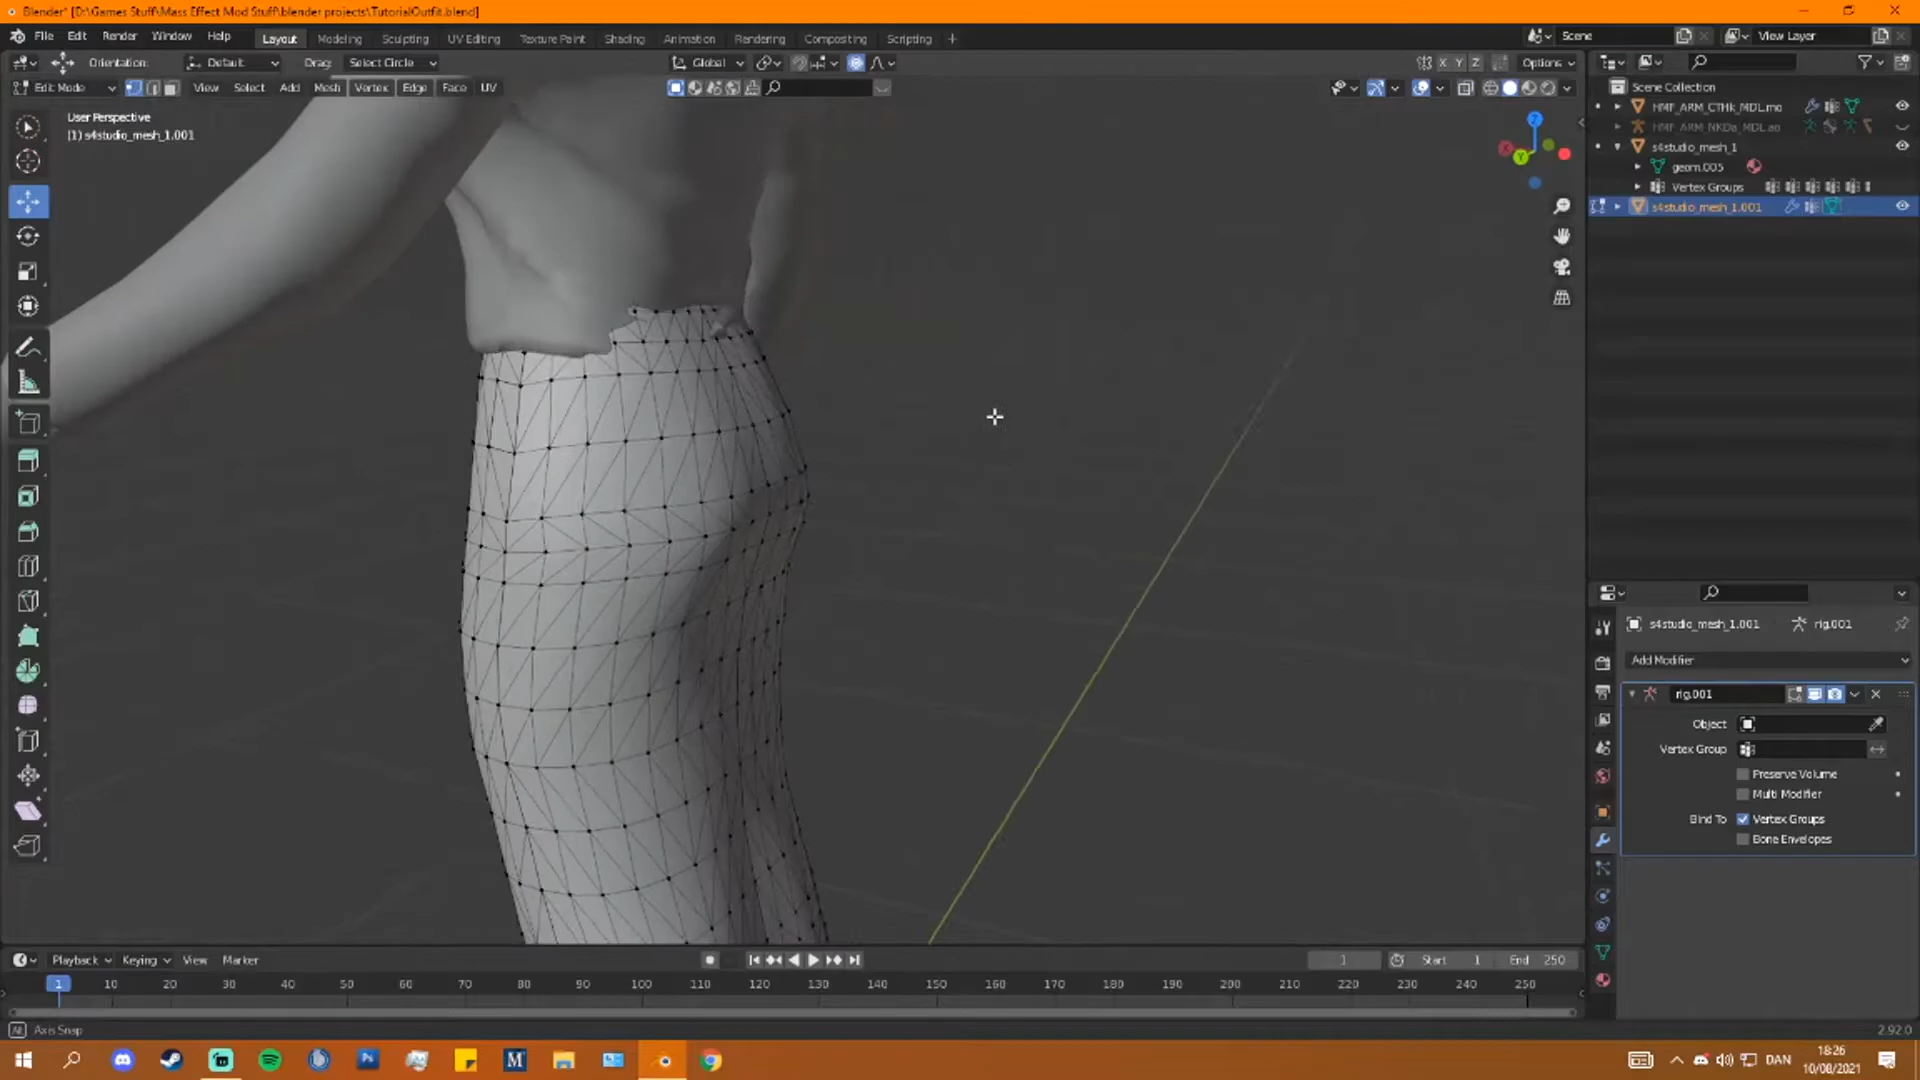 Blender* [D:\Games Stuff\Mass Effect Mod Stuff\blender projects\TutorialOutfit.blend]
File Edit Render Window Help Layout Modeling Sculpting UV Editing Texture Paint Shading Animation Rendering Compositing Scripting + Scene View Layer
Orientation: Default Drag: Select Circle Global X Y Z Options
Edit Mode View Select Add Mesh Vertex Edge Face UV
User Perspective
(1) s4studio_mesh_1.001
Z
Y
X
Scene Collection
HMF_ARM_CTHk_MDL.mo
HMF_ARM_NKDa_MDL.ao
s4studio_mesh_1
geom.005
Vertex Groups
s4studio_mesh_1.001
s4studio_mesh_1.001 rig.001
Add Modifier
rig.001
Object
Vertex Group
Preserve Volume
Multi Modifier
Bind To Vertex Groups
Bone Envelopes
Playback Keying View Marker 1 Start 1 End 250
1 10 20 30 40 50 60 70 80 90 100 110 120 130 140 150 160 170 180 190 200 210 220 230 240 250
Alt Axis Snap 2.92.0
DAN 18:26
10/08/2021